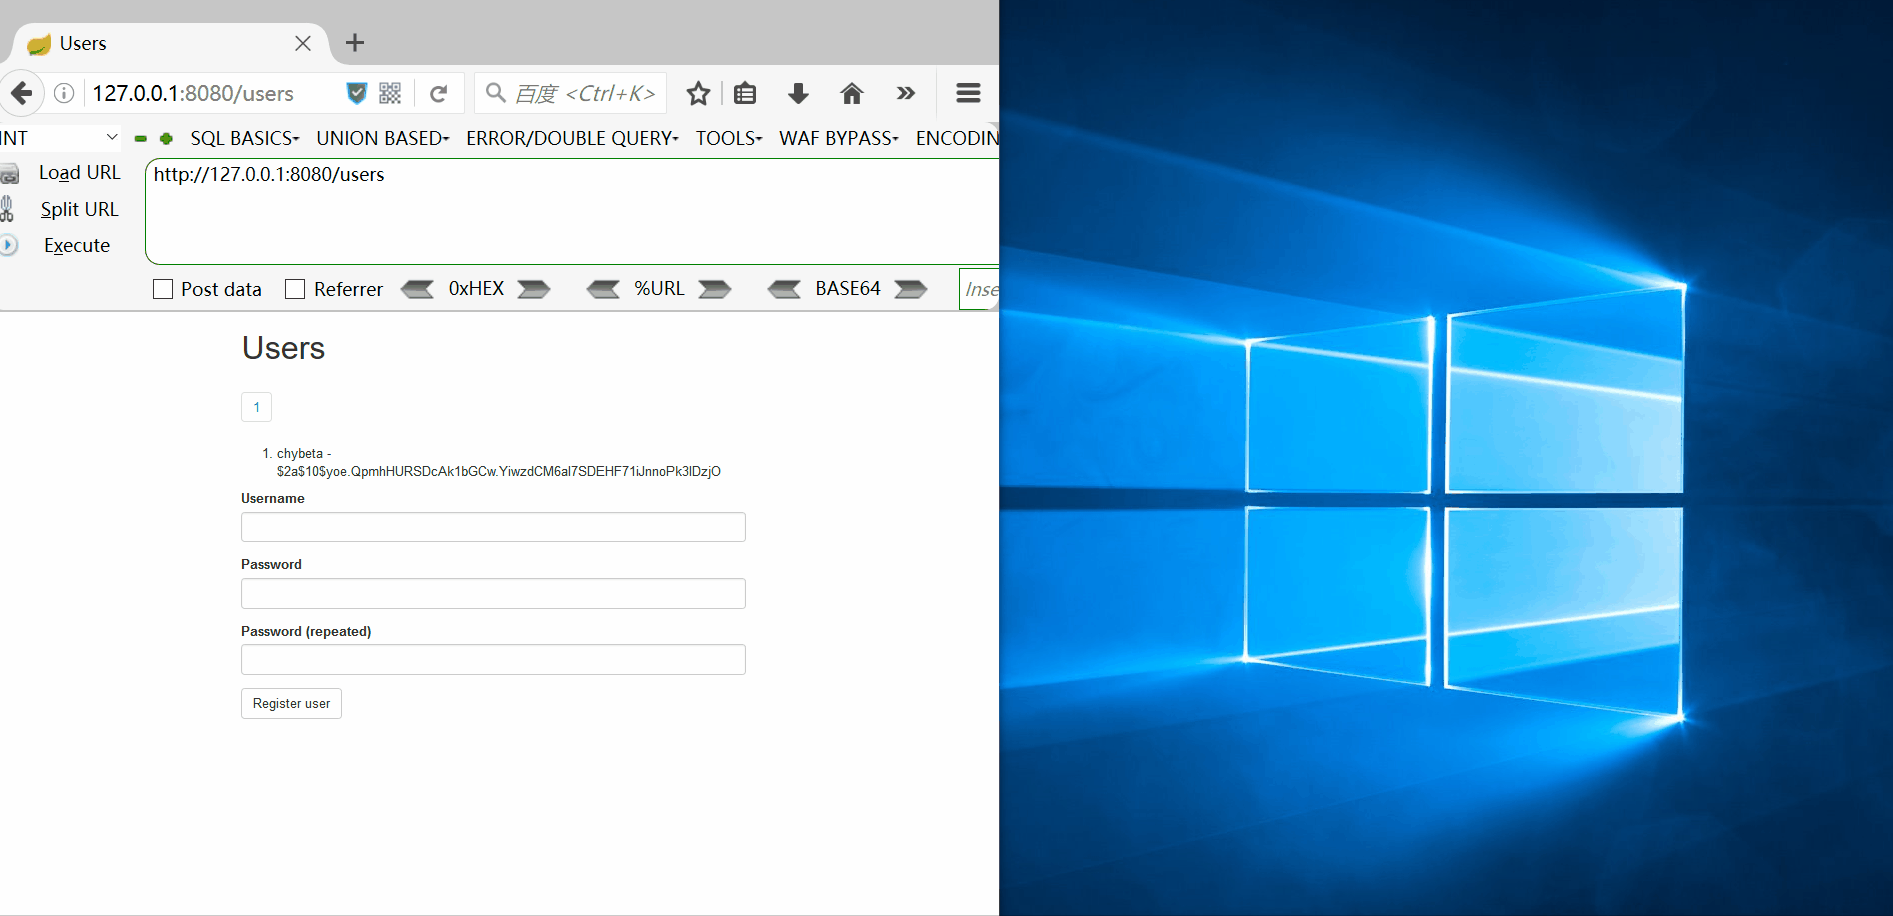 Users
127.0.0.1:8080/users
百度 <Ctrl+K>
INT
SQL BASICS
UNION BASED
ERROR/DOUBLE QUERY
TOOLS
WAF BYPASS
ENCODIN
Load URL
http://127.0.0.1:8080/users
Split URL
Execute
Post data
Referrer
0xHEX
%URL
BASE64
Inse
Users
1
1. chybeta -
$2a$10$yoe.QpmhHURSDcAk1bGCw.YiwzdCM6al7SDEHF71iJnnoPk3lDzjO
Username
Password
Password (repeated)
Register user